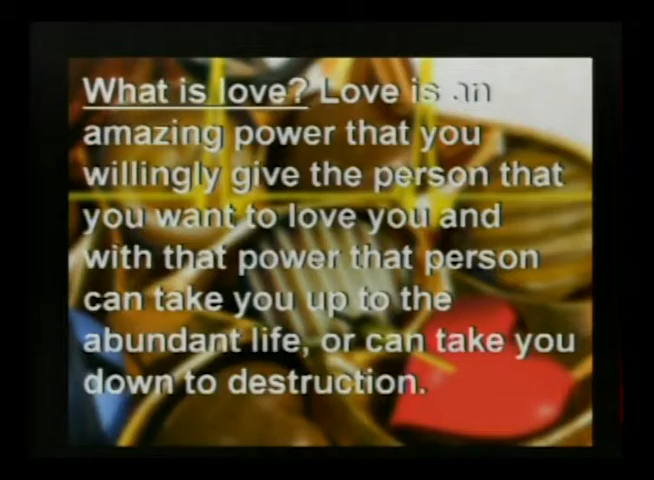 What is love? Love is an
amazing power that you
willingly give the person that
you want to love you and
with that power that person
can take you up to the
abundant life, or can take you
down to destruction.